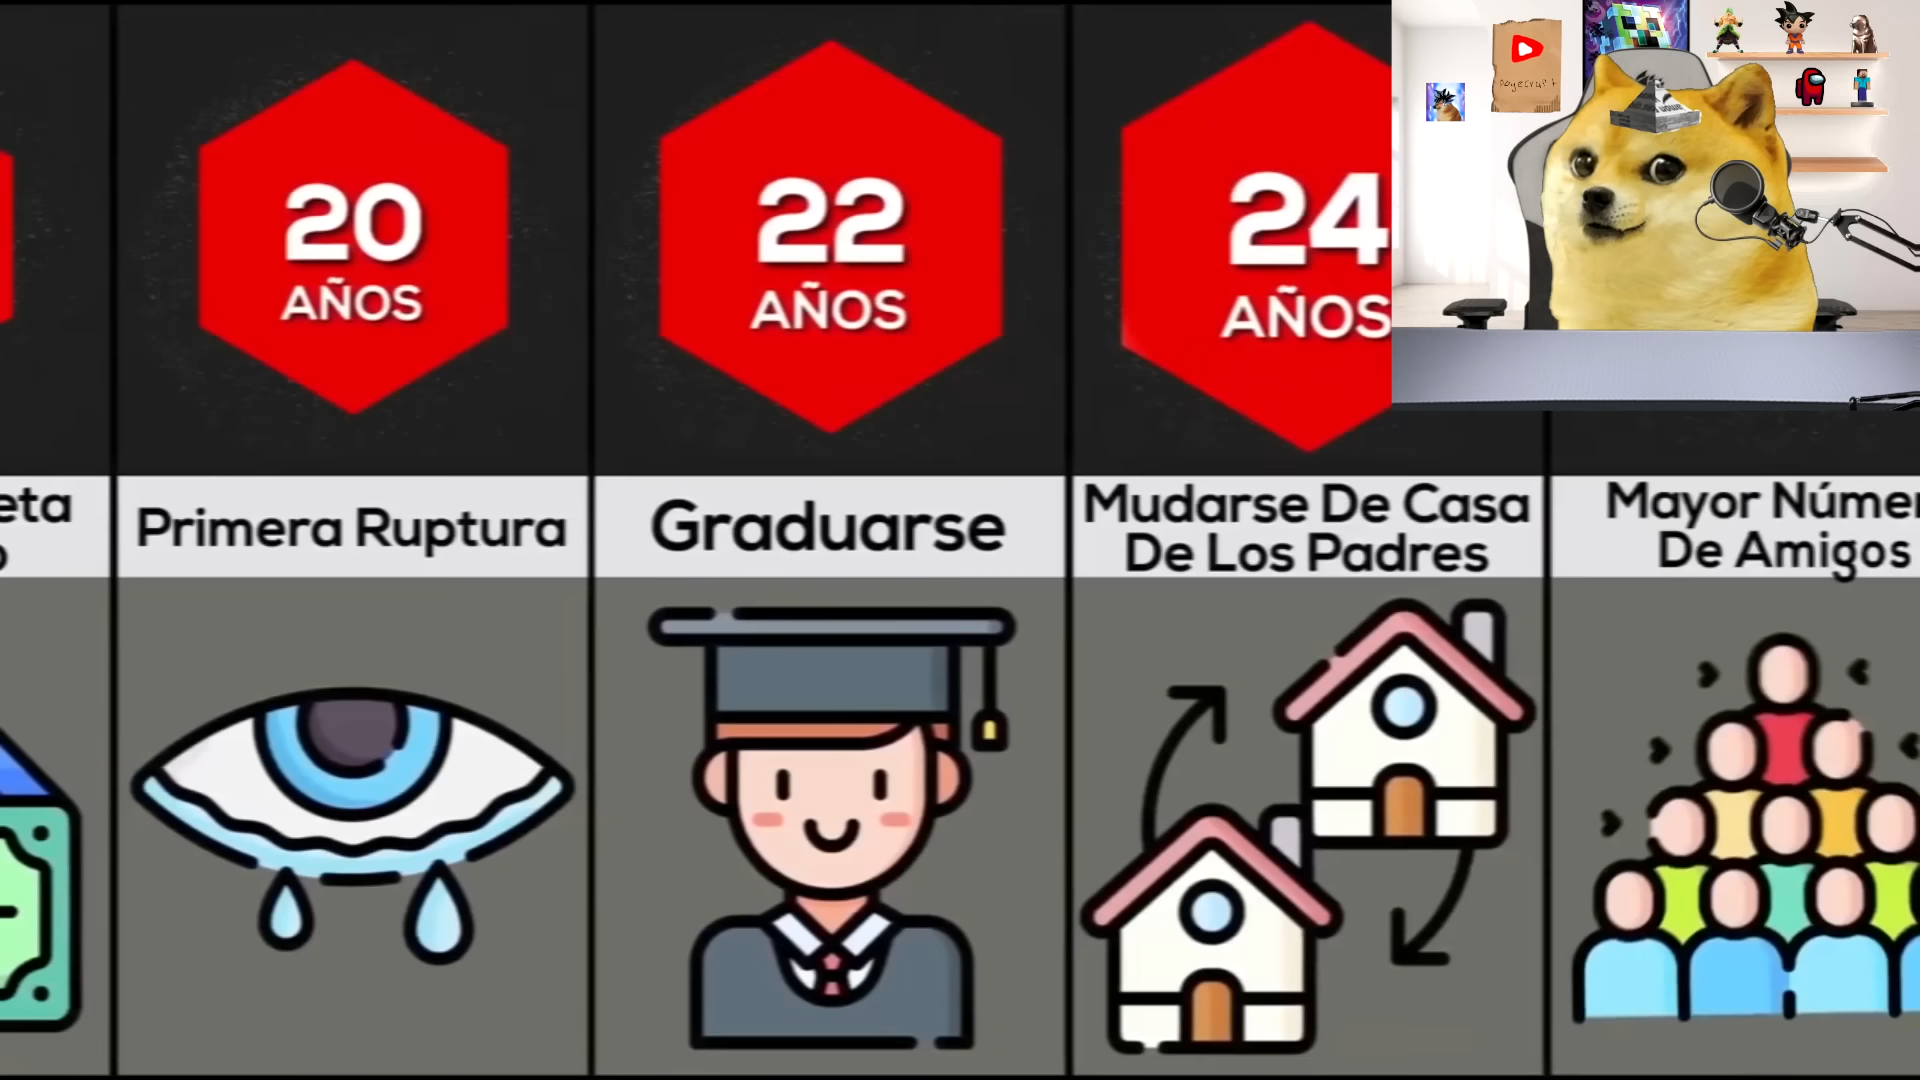 20
AÑOS
22
AÑOS
24
AÑOS
dogecraft
eta
Primera Ruptura
Graduarse
Mudarse De Casa
De Los Padres
Mayor Númer
De Amigos